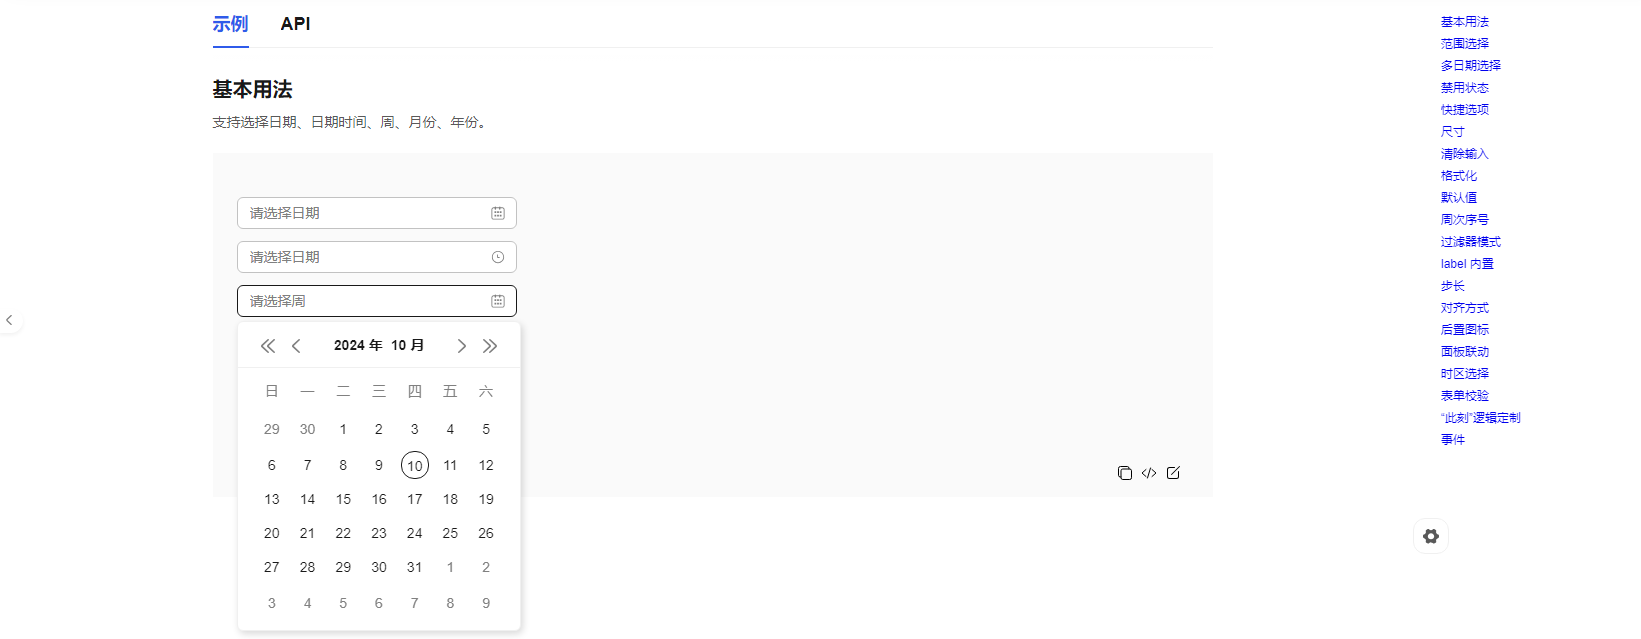 示例 API
基本用法
支持选择日期、日期时间、周、月份、年份。
请选择日期
请选择日期
请选择周
2024 年 10 月
日 一 二 三 四 五 六
29 30 1 2 3 4 5
6 7 8 9 10 11 12
13 14 15 16 17 18 19
20 21 22 23 24 25 26
27 28 29 30 31 1 2
3 4 5 6 7 8 9
基本用法
范围选择
多日期选择
禁用状态
快捷选项
尺寸
清除输入
格式化
默认值
周次序号
过滤器模式
label 内置
步长
对齐方式
后置图标
面板联动
时区选择
表单校验
“此刻”逻辑定制
事件